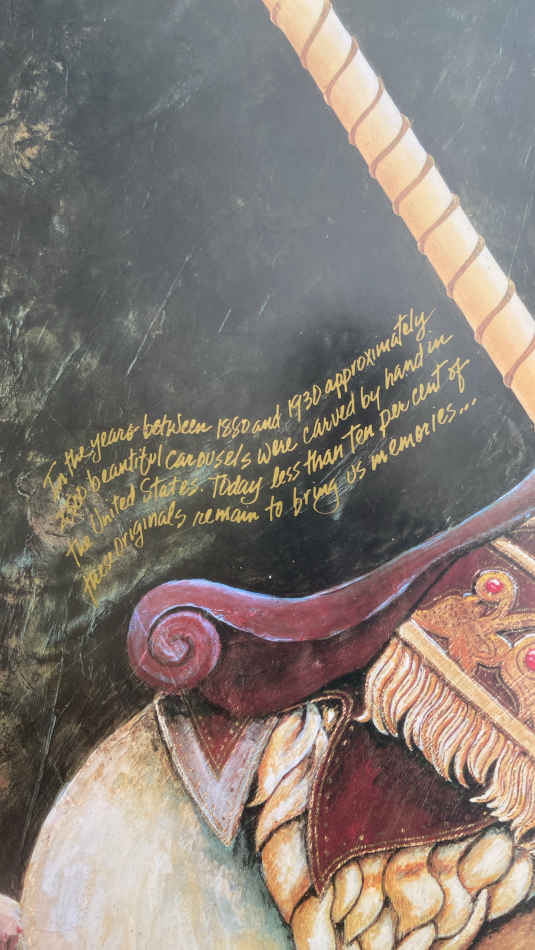 In the years between 1880 and 1930 approximately
beautiful carousels were carved by hand in
the United States. Today less than ten per cent of
these originals remain to bring us memories...